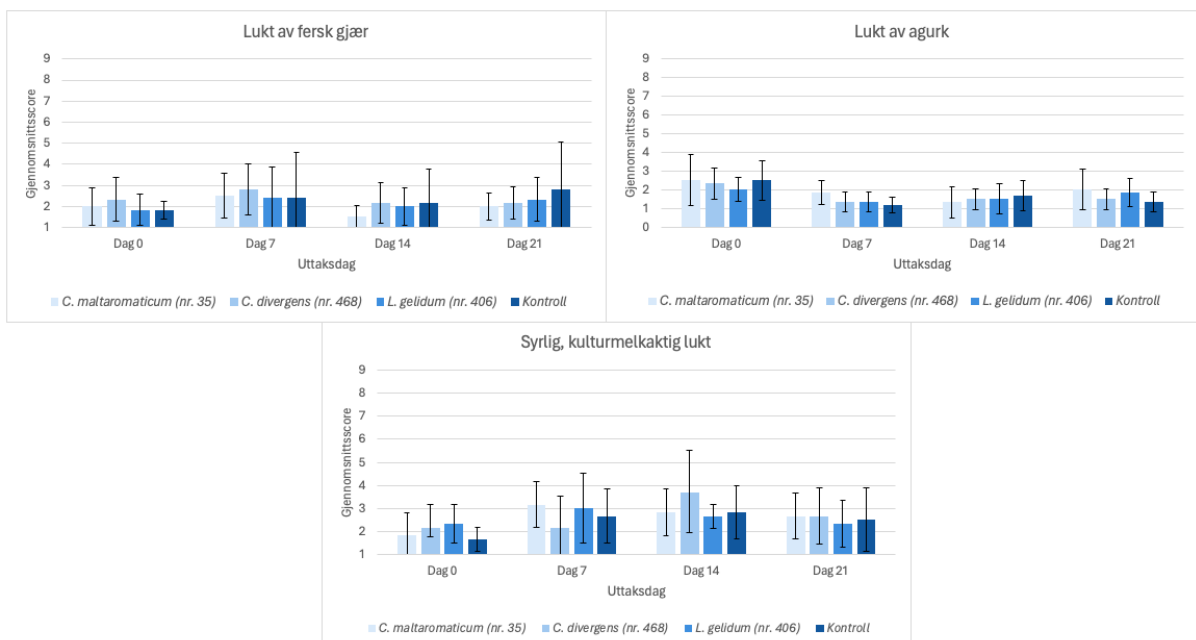 Lukt av fersk gjær
Gjennomsnittsscore
9
8
7
6
5
4
3
2
1
Dag 0 Dag 7 Dag 14 Dag 21
Uttaksdag
C. maltaromaticum (nr. 35) C. divergens (nr. 468) L. gelidum (nr. 406) Kontroll
Lukt av agurk
Gjennomsnittsscore
9
8
7
6
5
4
3
2
1
0
Dag 0 Dag 7 Dag 14 Dag 21
Uttaksdag
C. maltaromaticum (nr. 35) C. divergens (nr. 468) L. gelidum (nr. 406) Kontroll
Syrlig, kulturmelkaktig lukt
Gjennomsnittsscore
9
8
7
6
5
4
3
2
1
Dag 0 Dag 7 Dag 14 Dag 21
Uttaksdag
C. maltaromaticum (nr. 35) C. divergens (nr. 468) L. gelidum (nr. 406) Kontroll